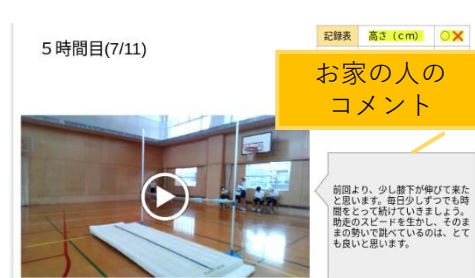 5時間目(7/11)
記録表 高さ（cm） ○×
お家の人の
コメント
前回より、少し膝下が伸びて来た
と思います。毎日少しずつでも時
間をとって続けていきましょう。
助走のスピードを生かし、そのま
まの勢いで跳べているのは、とて
も良いと思います。